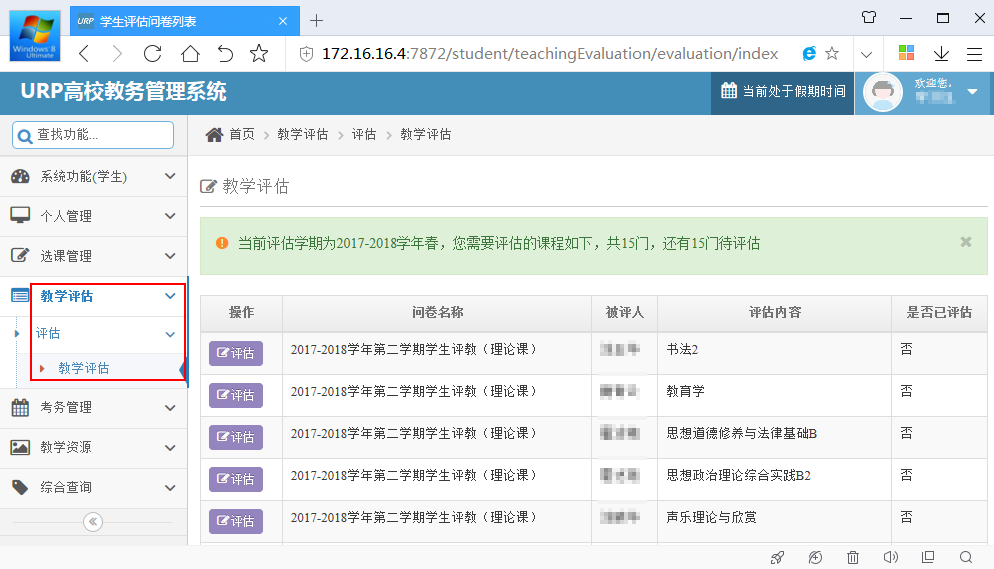 Windows 8
Ultimate
URP 学生评估问卷列表
172.16.16.4:7872/student/teachingEvaluation/evaluation/index
URP高校教务管理系统
当前处于假期时间
欢迎您,
查找功能...
首页 教学评估 评估 教学评估
系统功能(学生)
个人管理
选课管理
教学评估
评估
教学评估
考务管理
教学资源
综合查询
教学评估
当前评估学期为2017-2018学年春，您需要评估的课程如下，共15门，还有15门待评估
操作 问卷名称 被评人 评估内容 是否已评估
评估 2017-2018学年第二学期学生评教（理论课） 书法2 否
评估 2017-2018学年第二学期学生评教（理论课） 教育学 否
评估 2017-2018学年第二学期学生评教（理论课） 思想道德修养与法律基础B 否
评估 2017-2018学年第二学期学生评教（理论课） 思想政治理论综合实践B2 否
评估 2017-2018学年第二学期学生评教（理论课） 声乐理论与欣赏 否